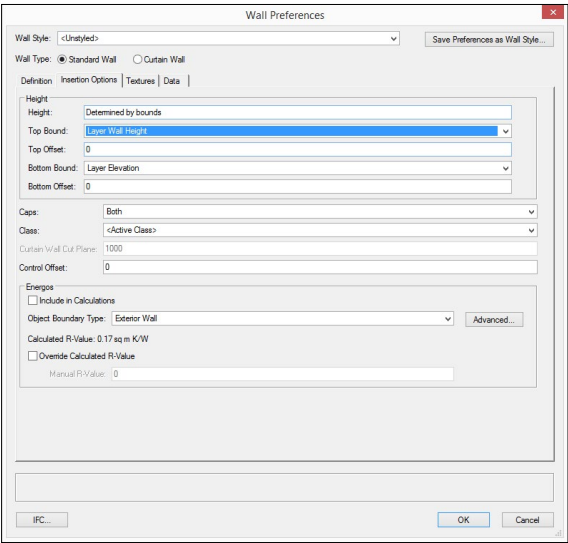 Wall Preferences
Wall Style: <Unstyled> Save Preferences as Wall Style...
Wall Type: Standard Wall Curtain Wall
Definition Insertion Options Textures Data
Height
Height: Determined by bounds
Top Bound: Layer Wall Height
Top Offset: 0
Bottom Bound: Layer Elevation
Bottom Offset: 0
Caps: Both
Class: <Active Class>
Curtain Wall Cut Plane: 1000
Control Offset: 0
Energos
Include in Calculations
Object Boundary Type: Exterior Wall Advanced...
Calculated R-Value: 0.17 sq m K/W
Override Calculated R-Value
Manual R-Value: 0
IFC... OK Cancel